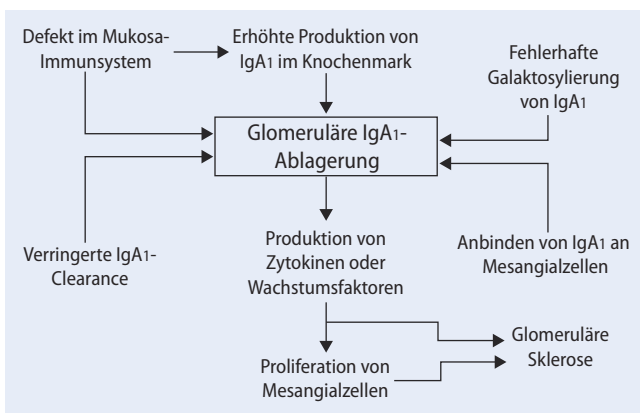 Defekt im Mukosa-
Immunsystem
Erhöhte Produktion von
IgA1 im Knochenmark
Fehlerhafte
Galaktosylierung
von IgA1
Glomeruläre IgA1-
Ablagerung
Verringerte IgA1-
Clearance
Produktion von
Zytokinen oder
Wachstumsfaktoren
Anbinden von IgA1 an
Mesangialzellen
Proliferation von
Mesangialzellen
Glomeruläre
Sklerose